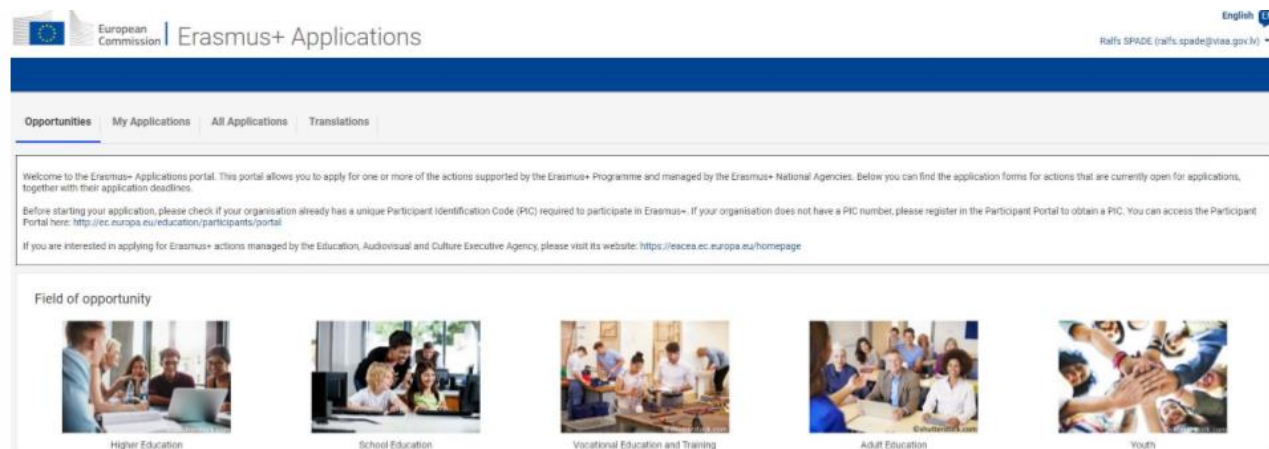 English
European
Commission
Erasmus+ Applications
Ralfs SPADE (ralfs.spade@viaa.gov.lv)
Opportunities My Applications All Applications Translations
Welcome to the Erasmus+ Applications portal. This portal allows you to apply for one or more of the actions supported by the Erasmus+ Programme and managed by the Erasmus+ National Agencies. Below you can find the application forms for actions that are currently open for applications,
together with their application deadlines.
Before starting your application, please check if your organisation already has a unique Participant Identification Code (PIC) required to participate in Erasmus+. If your organisation does not have a PIC number, please register in the Participant Portal to obtain a PIC. You can access the Participant
Portal here: http://ec.europa.eu/education/participants/portal
If you are interested in applying for Erasmus+ actions managed by the Education, Audiovisual and Culture Executive Agency, please visit its website: https://eacea.ec.europa.eu/homepage
Field of opportunity
©shutterstock.com
Higher Education School Education Vocational Education and Training Adult Education Youth